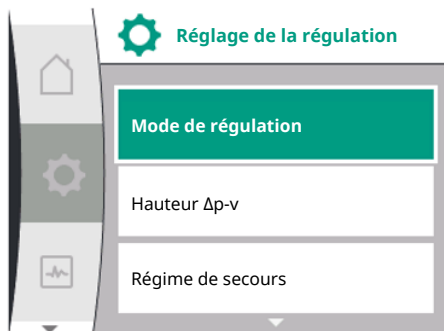 Réglage de la régulation
Mode de régulation
Hauteur Δp-v
Régime de secours